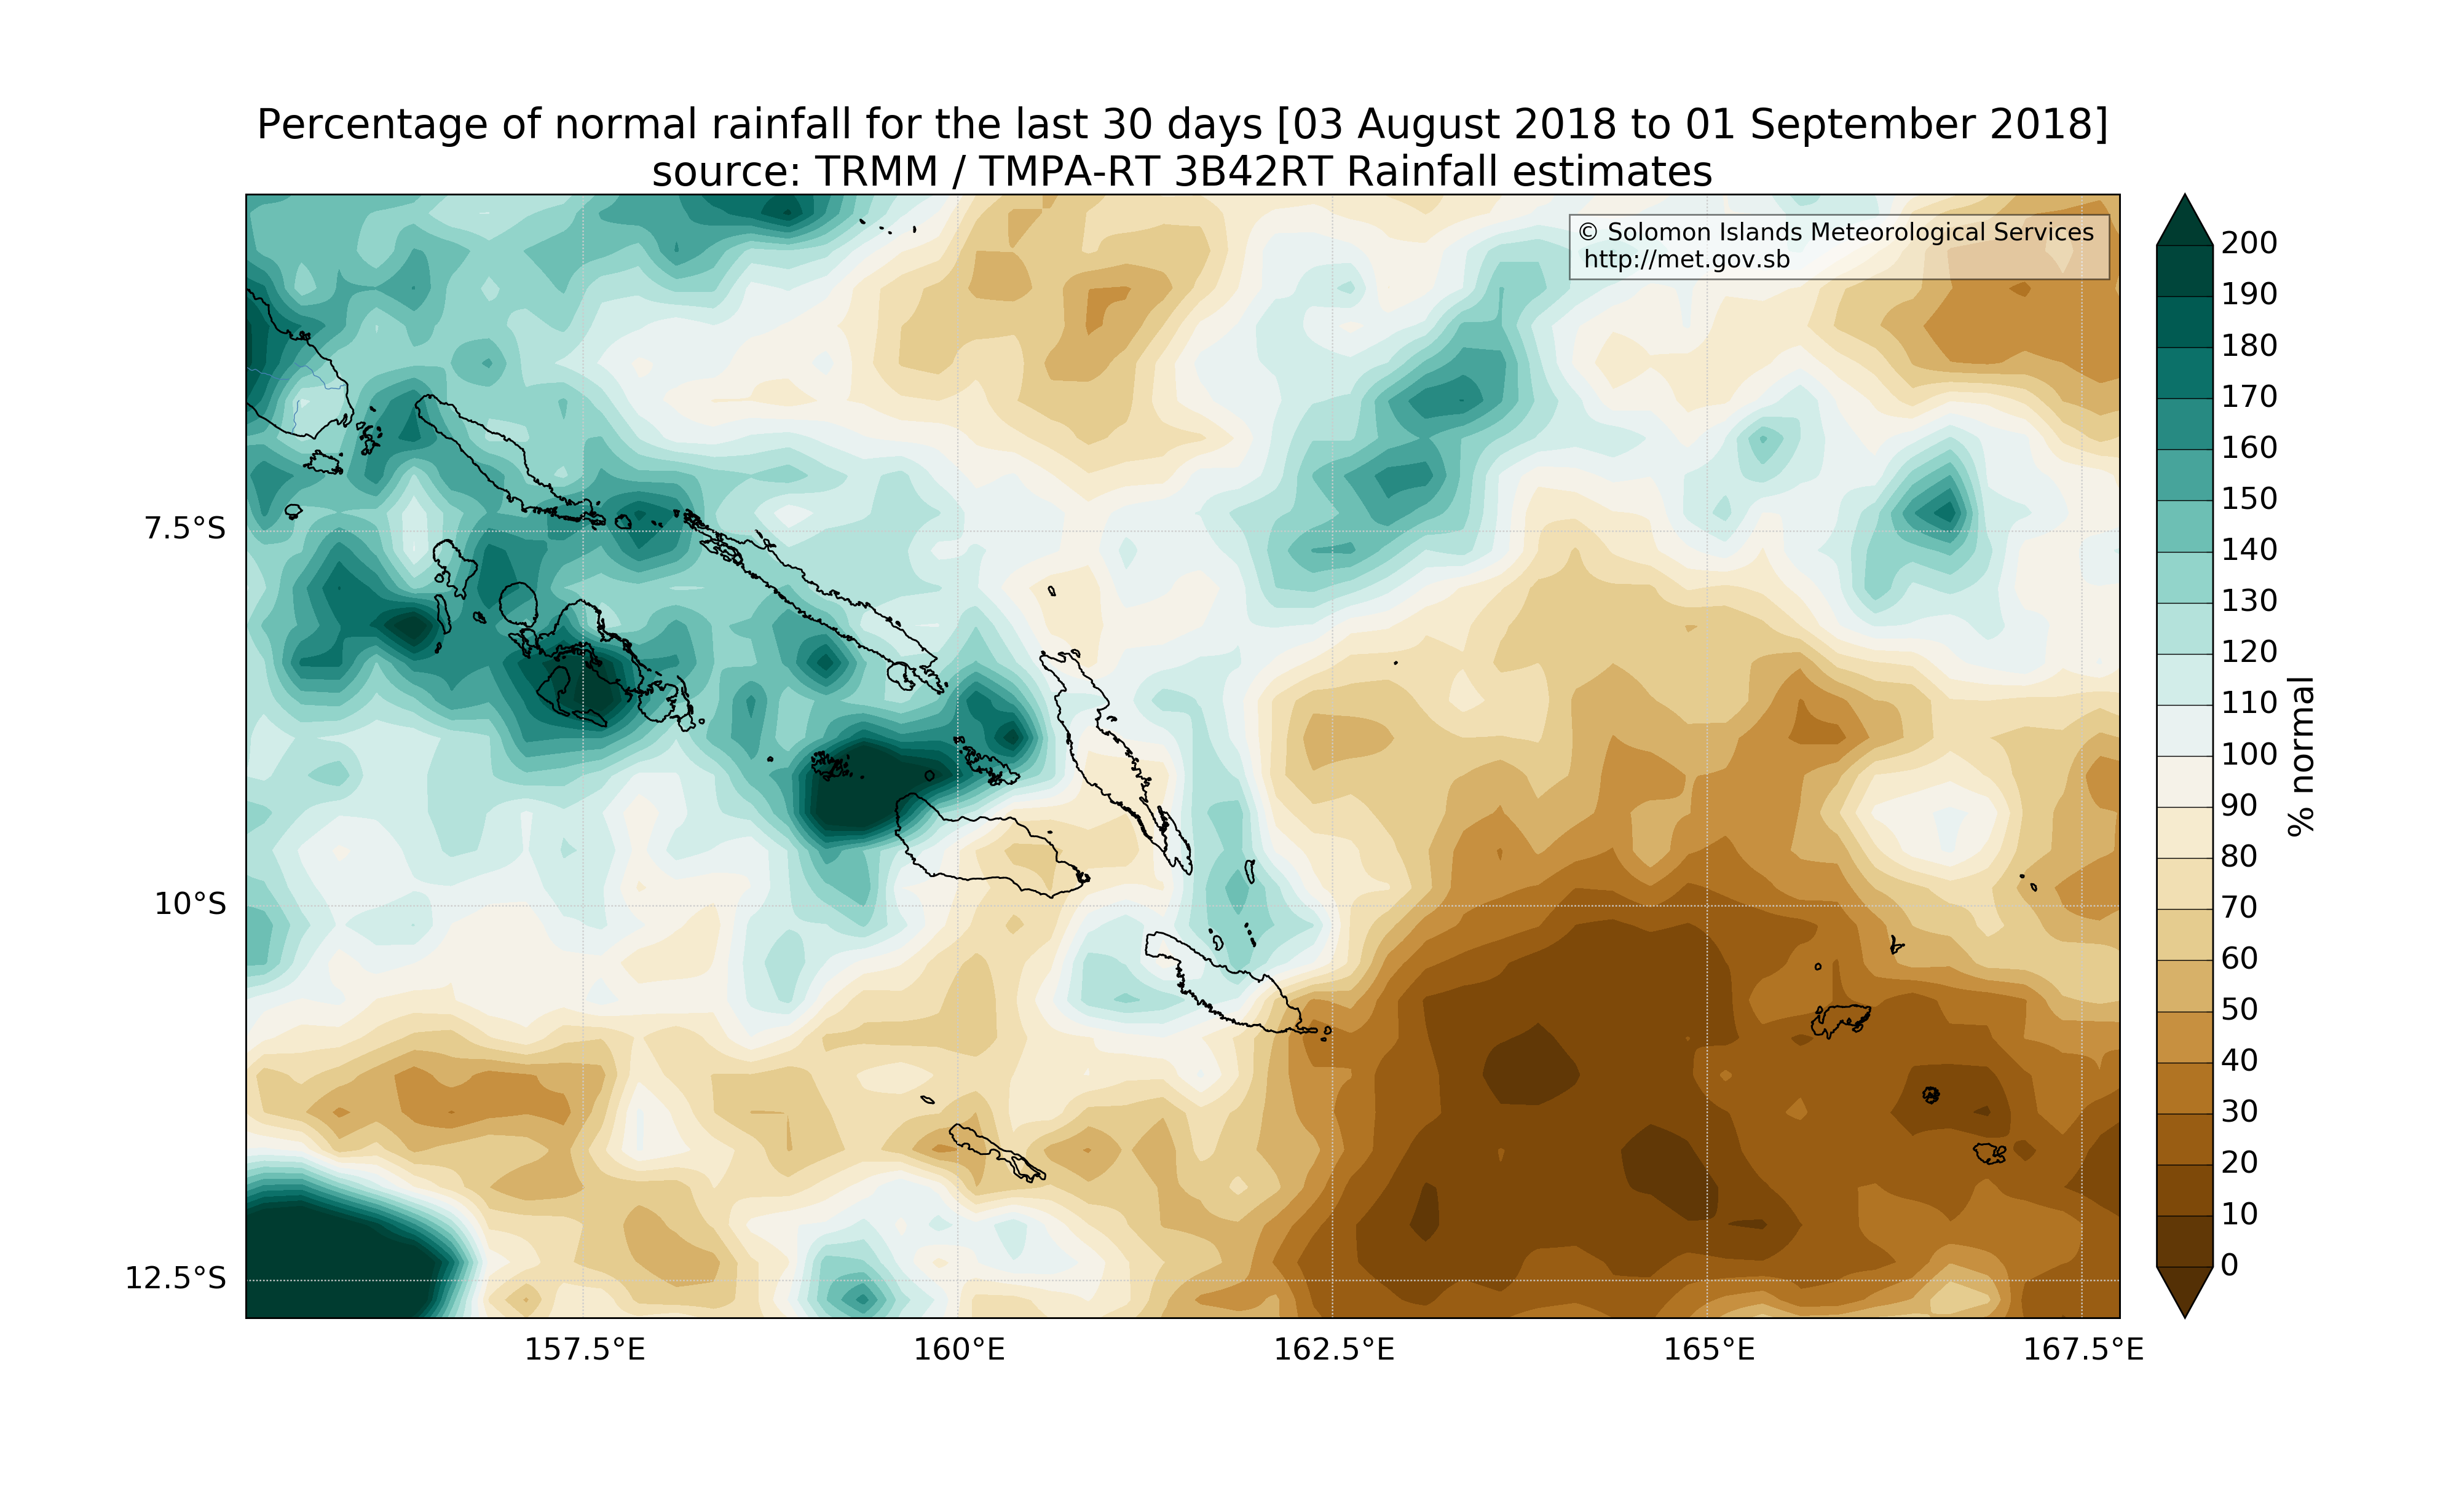 Percentage of normal rainfall for the last 30 days [03 August 2018 to 01 September 2018]
source: TRMM / TMPA-RT 3B42RT Rainfall estimates
© Solomon Islands Meteorological Services
http://met.gov.sb
7.5°S
10°S
12.5°S
157.5°E
160°E
162.5°E
165°E
167.5°E
200
190
180
170
160
150
140
130
120
110
100
90
80
70
60
50
40
30
20
10
0
% normal